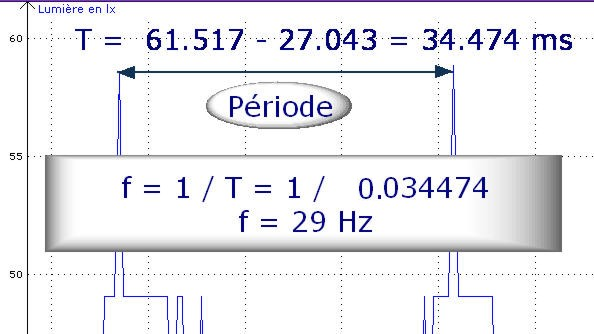 Lumière en lx
60
T = 61.517 - 27.043 = 34.474 ms
Période
55
f = 1 / T = 1 / 0.034474
f = 29 Hz
50